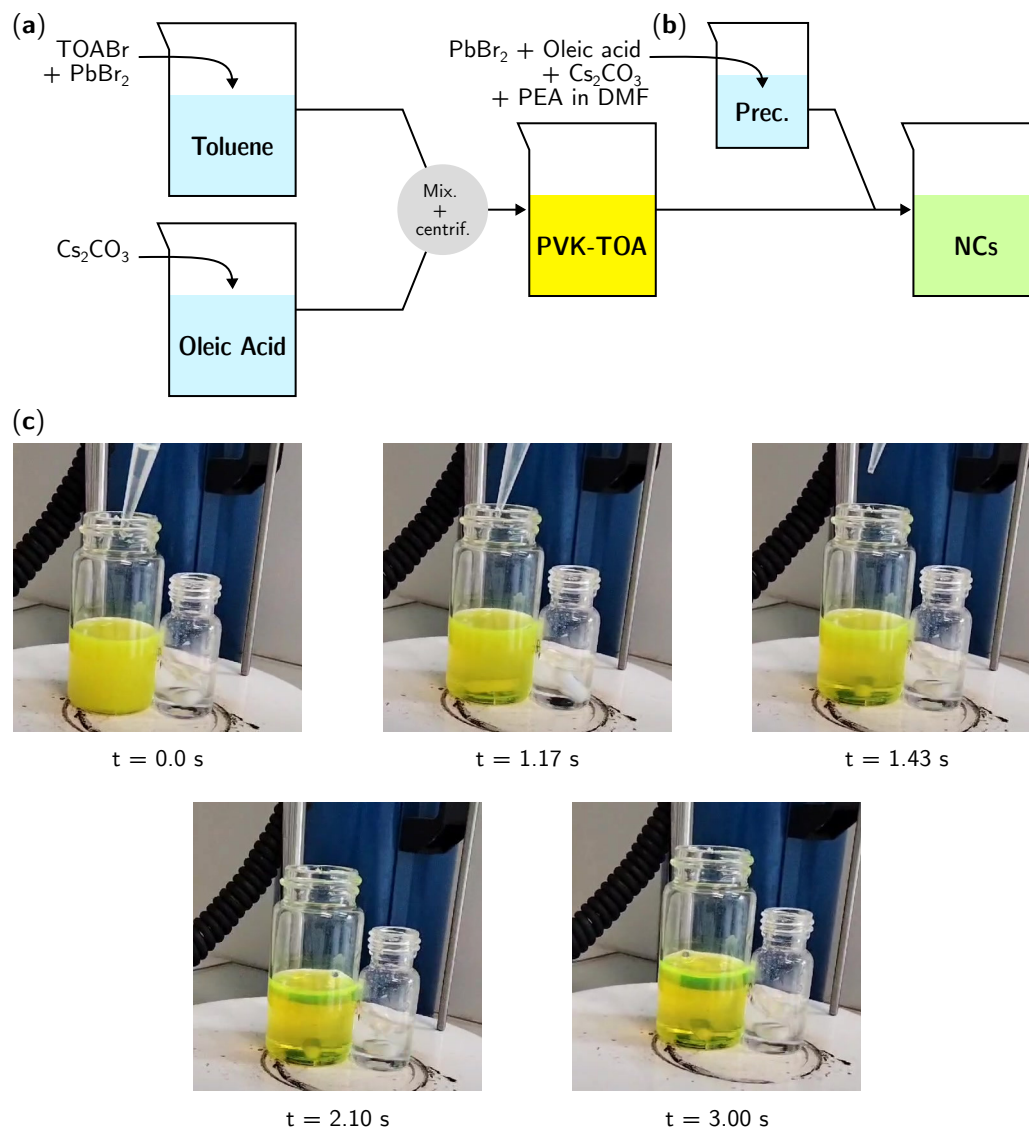 (a)
TOABr
+ PbBr₂
Toluene
Cs₂CO₃
Oleic Acid
Mix.
+
centrif.
PVK-TOA
(b)
PbBr₂ + Oleic acid
+ Cs₂CO₃
+ PEA in DMF
Prec.
NCs
(c)
t = 0.0 s
t = 1.17 s
t = 1.43 s
t = 2.10 s
t = 3.00 s